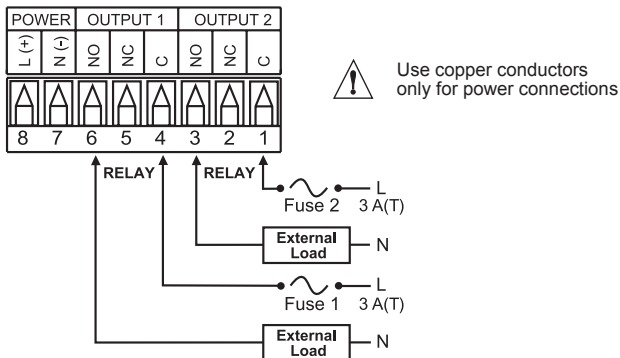 POWER OUTPUT 1 OUTPUT 2
L (+) N (-) NO NC C NO NC C
8 7 6 5 4 3 2 1
Use copper conductors
only for power connections
RELAY RELAY
L
Fuse 2 3 A(T)
External
Load
N
L
Fuse 1 3 A(T)
External
Load
N